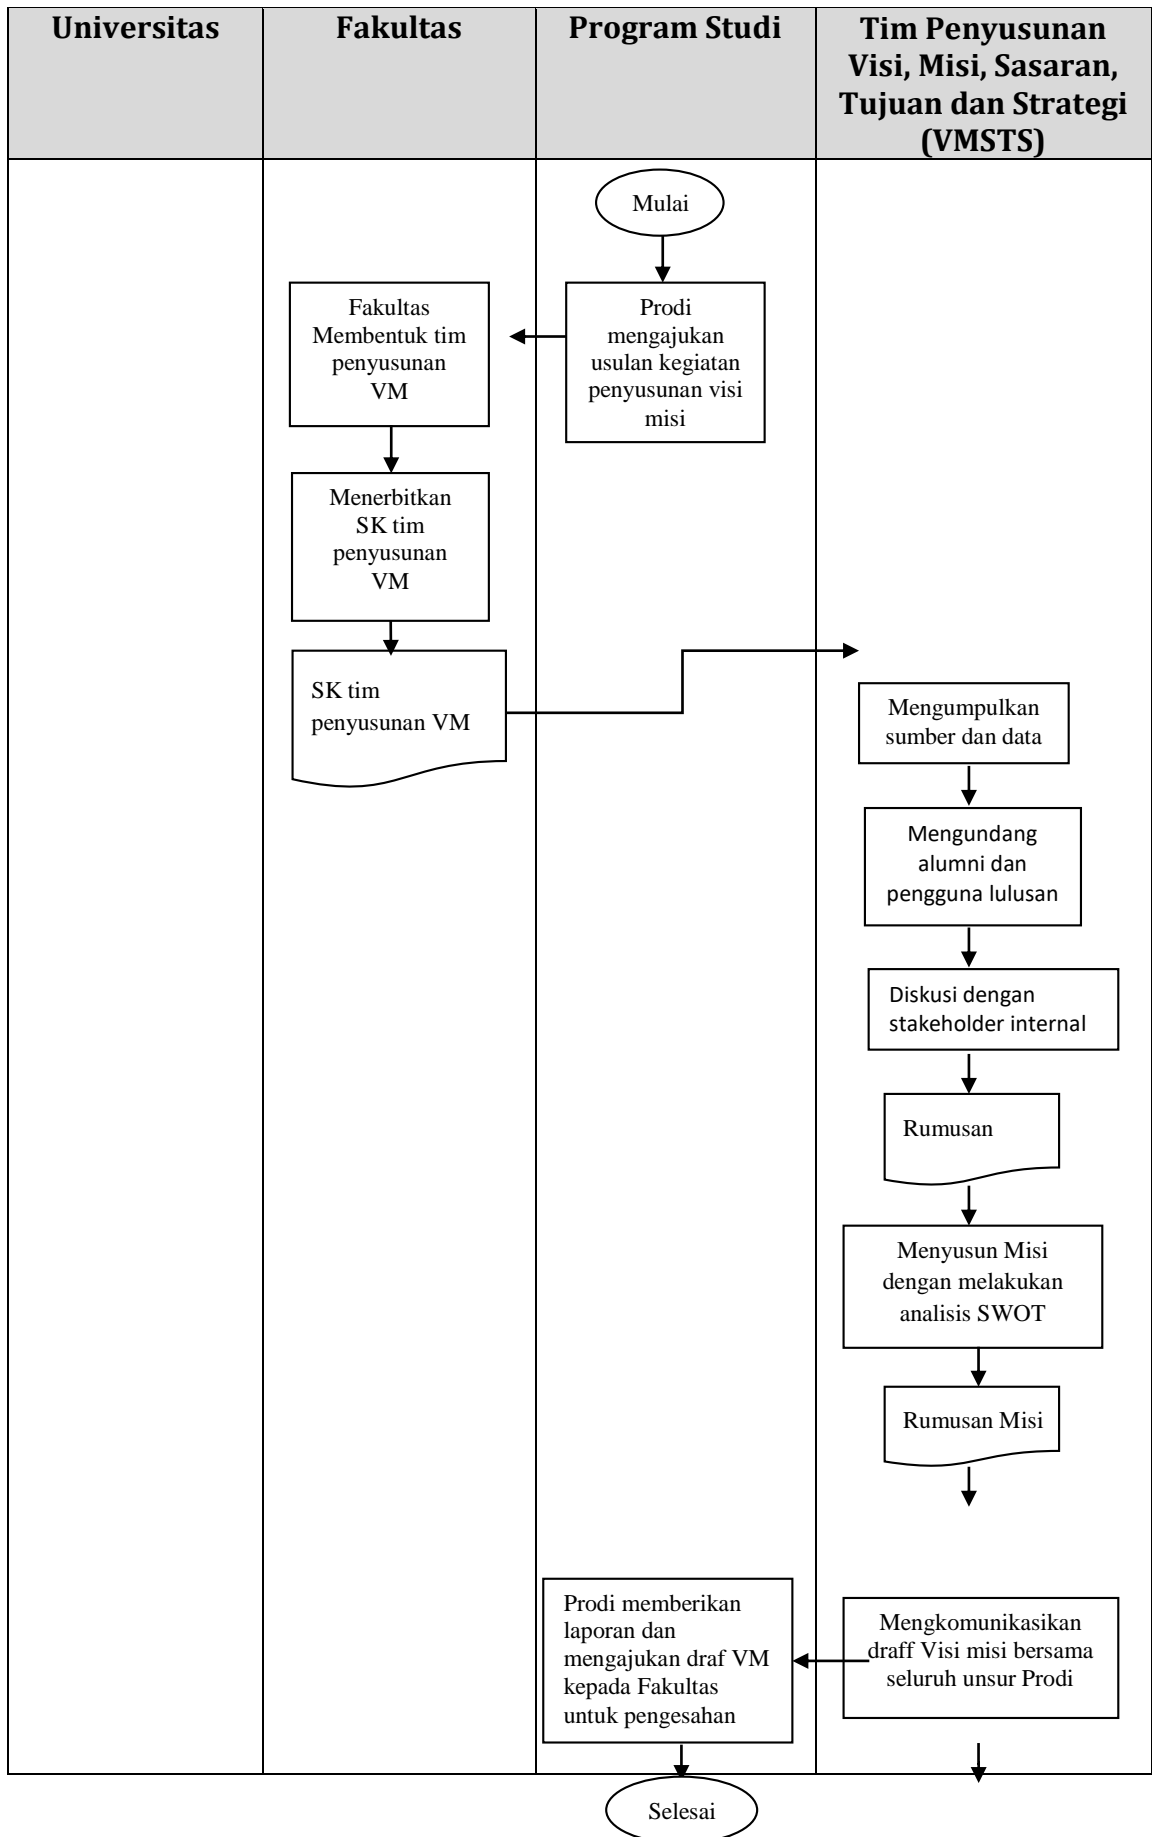 Universitas
Fakultas
Program Studi
Tim Penyusunan
Visi, Misi, Sasaran,
Tujuan dan Strategi
(VMSTS)
Mulai
Prodi
mengajukan
usulan kegiatan
penyusunan visi
misi
Fakultas
Membentuk tim
penyusunan
VM
Menerbitkan
SK tim
penyusunan
VM
SK tim
penyusunan VM
Mengumpulkan
sumber dan data
Mengundang
alumni dan
pengguna lulusan
Diskusi dengan
stakeholder internal
Rumusan
Menyusun Misi
dengan melakukan
analisis SWOT
Rumusan Misi
Mengkomunikasikan
draff Visi misi bersama
seluruh unsur Prodi
Prodi memberikan
laporan dan
mengajukan draf VM
kepada Fakultas
untuk pengesahan
Selesai